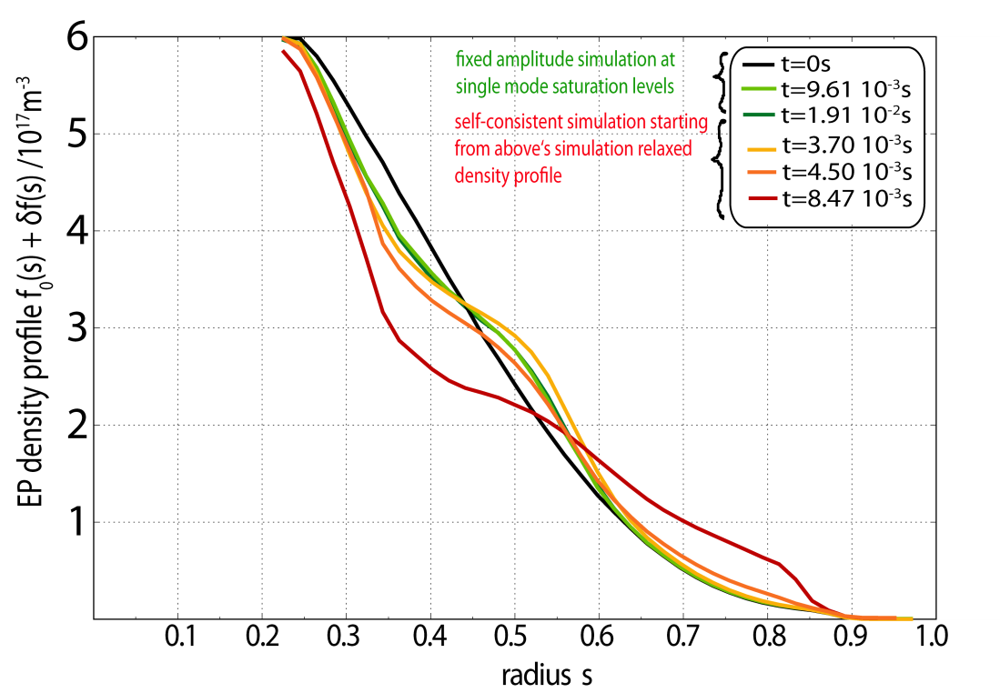 6
5
4
3
2
1
EP density profile f₀(s) + δf(s) /10¹⁷m⁻³
fixed amplitude simulation at
single mode saturation levels
self-consistent simulation starting
from above's simulation relaxed
density profile
t=0s
t=9.61 10⁻³s
t=1.91 10⁻²s
t=3.70 10⁻³s
t=4.50 10⁻³s
t=8.47 10⁻³s
0.1 0.2 0.3 0.4 0.5 0.6 0.7 0.8 0.9 1.0
radius s